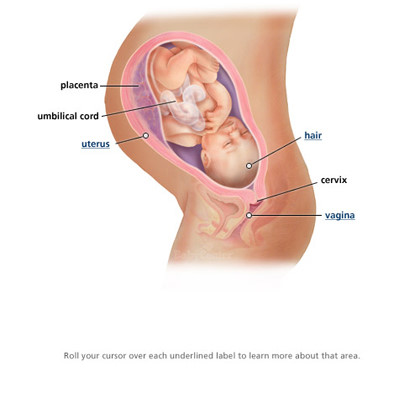 placenta
umbilical cord
uterus
hair
cervix
vagina
Roll your cursor over each underlined label to learn more about that area.